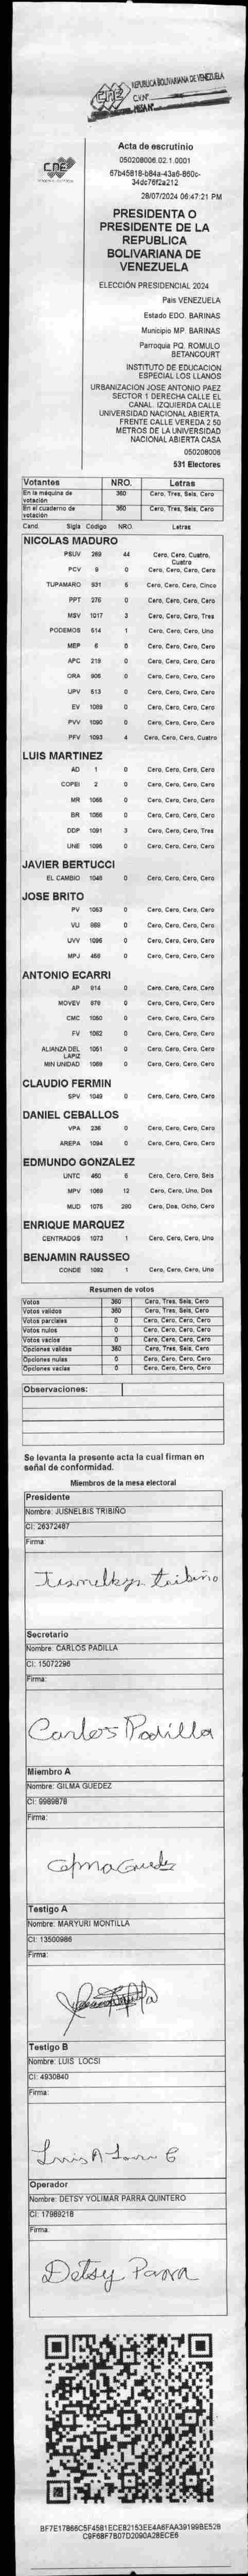 REPUBLICA BOLIVARIANA DE VENEZUELA
CNE
CNE
Acta de escrutinio
050208006.02.1.0001
67b45818-b84a-43a6-860c-
34dc76f2a212
28/07/2024 06:47:21 PM
PRESIDENTA O
PRESIDENTE DE LA
REPUBLICA
BOLIVARIANA DE
VENEZUELA
ELECCIÓN PRESIDENCIAL 2024
Pais VENEZUELA
Estado EDO. BARINAS
Municipio MP. BARINAS
Parroquia PQ. ROMULO
BETANCOURT
INSTITUTO DE EDUCACION
ESPECIAL LOS LLANOS
URBANIZACION JOSE ANTONIO PAEZ
SECTOR 1 DERECHA CALLE EL
CANAL. IZQUIERDA CALLE
UNIVERSIDAD NACIONAL ABIERTA.
FRENTE CALLE VEREDA 2 50
METROS DE LA UNIVERSIDAD
NACIONAL ABIERTA CASA
050208006
531 Electores
Votantes NRO. Letras
En la máquina de votación 360 Cero, Tres, Seis, Cero
En el cuaderno de votación 360 Cero, Tres, Seis, Cero
Cand. Sigla Código NRO. Letras
NICOLAS MADURO
PSUV 269 44 Cero, Cero, Cuatro, Cuatro
PCV 9 0 Cero, Cero, Cero, Cero
TUPAMARO 931 5 Cero, Cero, Cero, Cinco
PPT 276 0 Cero, Cero, Cero, Cero
MSV 1017 3 Cero, Cero, Cero, Tres
PODEMOS 514 1 Cero, Cero, Cero, Uno
MEP 6 0 Cero, Cero, Cero, Cero
APC 219 0 Cero, Cero, Cero, Cero
ORA 906 0 Cero, Cero, Cero, Cero
UPV 613 0 Cero, Cero, Cero, Cero
EV 1089 0 Cero, Cero, Cero, Cero
PVV 1090 0 Cero, Cero, Cero, Cero
PFV 1093 4 Cero, Cero, Cero, Cuatro
LUIS MARTINEZ
AD 1 0 Cero, Cero, Cero, Cero
COPEI 2 0 Cero, Cero, Cero, Cero
MR 1065 0 Cero, Cero, Cero, Cero
BR 1066 0 Cero, Cero, Cero, Cero
DDP 1091 3 Cero, Cero, Cero, Tres
UNE 1095 0 Cero, Cero, Cero, Cero
JAVIER BERTUCCI
EL CAMBIO 1048 0 Cero, Cero, Cero, Cero
JOSE BRITO
PV 1053 0 Cero, Cero, Cero, Cero
VU 868 0 Cero, Cero, Cero, Cero
UVV 1096 0 Cero, Cero, Cero, Cero
MPJ 456 0 Cero, Cero, Cero, Cero
ANTONIO ECARRI
AP 814 0 Cero, Cero, Cero, Cero
MOVEV 879 0 Cero, Cero, Cero, Cero
CMC 1050 0 Cero, Cero, Cero, Cero
FV 1052 0 Cero, Cero, Cero, Cero
ALIANZA DEL LAPIZ 1051 0 Cero, Cero, Cero, Cero
MIN UNIDAD 1059 0 Cero, Cero, Cero, Cero
CLAUDIO FERMIN
SPV 1049 0 Cero, Cero, Cero, Cero
DANIEL CEBALLOS
VPA 236 0 Cero, Cero, Cero, Cero
AREPA 1094 0 Cero, Cero, Cero, Cero
EDMUNDO GONZALEZ
UNTC 450 6 Cero, Cero, Cero, Seis
MPV 1069 12 Cero, Cero, Uno, Dos
MUD 1075 280 Cero, Dos, Ocho, Cero
ENRIQUE MARQUEZ
CENTRADOS 1073 1 Cero, Cero, Cero, Uno
BENJAMIN RAUSSEO
CONDE 1092 1 Cero, Cero, Cero, Uno
Resumen de votos
Votos 360 Cero, Tres, Seis, Cero
Votos validos 360 Cero, Tres, Seis, Cero
Votos parciales 0 Cero, Cero, Cero, Cero
Votos nulos 0 Cero, Cero, Cero, Cero
Votos vacios 0 Cero, Cero, Cero, Cero
Opciones validas 360 Cero, Tres, Seis, Cero
Opciones nulas 0 Cero, Cero, Cero, Cero
Opciones vacias 0 Cero, Cero, Cero, Cero
Observaciones:
Se levanta la presente acta la cual firman en
señal de conformidad.
Miembros de la mesa electoral
Presidente
Nombre: JUSNELBIS TRIBIÑO
CI: 26372487
Firma:
tribiño
Secretario
Nombre: CARLOS PADILLA
CI: 15072296
Firma:
Carlos Padilla
Miembro A
Nombre: GILMA GUEDEZ
CI: 9989878
Firma:
Testigo A
Nombre: MARYURI MONTILLA
CI: 13500986
Firma:
Testigo B
Nombre: LUIS LOCSI
CI: 4930840
Firma:
Luis A
Operador
Nombre: DETSY YOLIMAR PARRA QUINTERO
CI: 17989218
Firma:
Detsy Parra
BF7E17866C5F4581ECE82153EE4A6FAA39199BE528
C9F68F7B07D2090A28ECE6